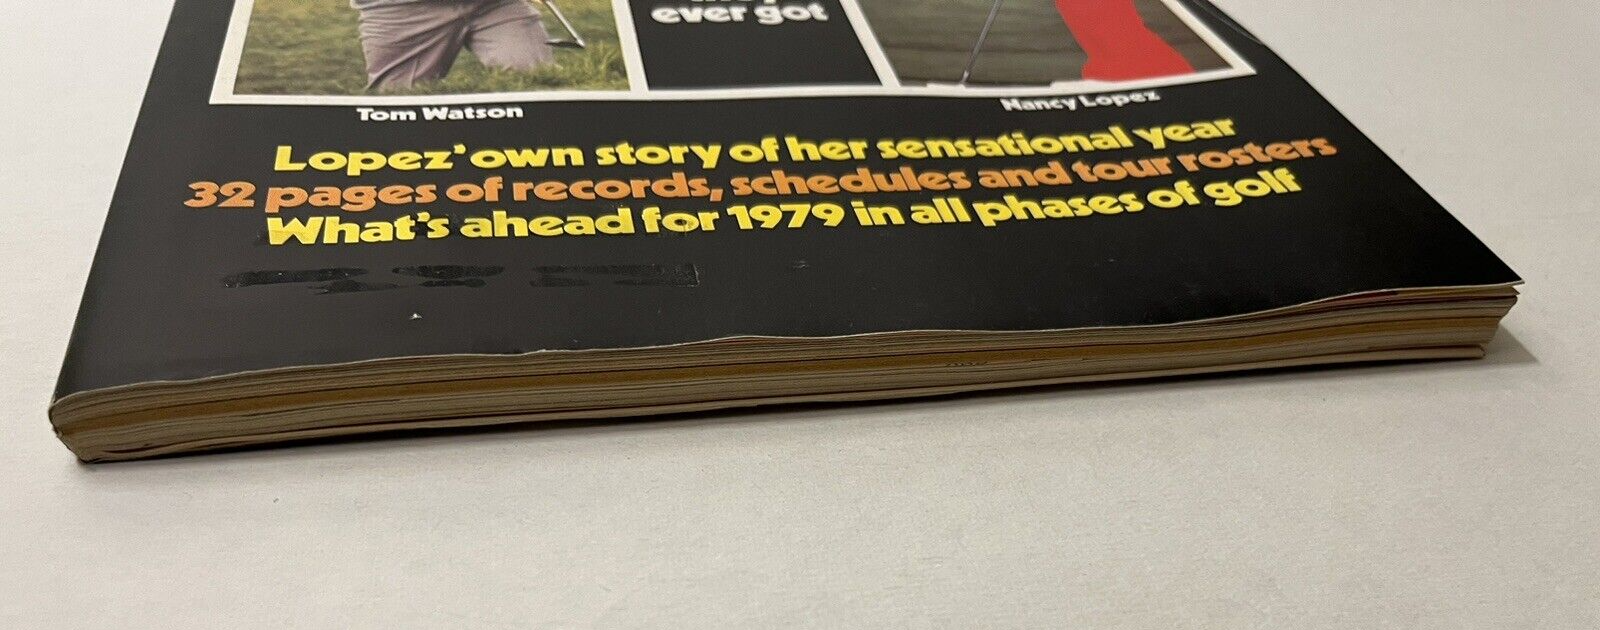 ever got
Tom Watson
Nancy Lopez
Lopez' own story of her sensational year
32 pages of records, schedules and tour rosters
What's ahead for 1979 in all phases of golf